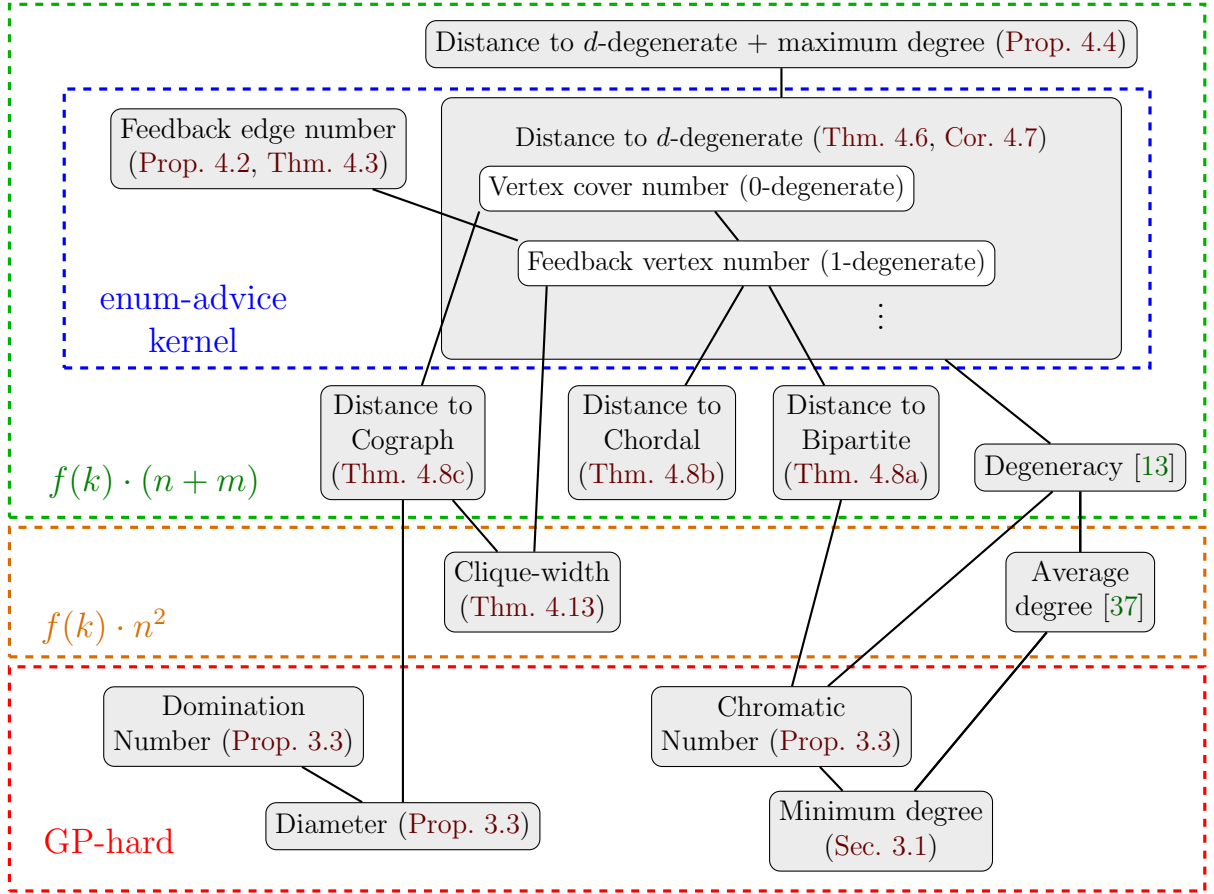 Distance to d-degenerate + maximum degree (Prop. 4.4)
Feedback edge number
(Prop. 4.2, Thm. 4.3)
Distance to d-degenerate (Thm. 4.6, Cor. 4.7)
Vertex cover number (0-degenerate)
Feedback vertex number (1-degenerate)
⋮
enum-advice
kernel
Distance to
Cograph
(Thm. 4.8c)
Distance to
Chordal
(Thm. 4.8b)
Distance to
Bipartite
(Thm. 4.8a)
Degeneracy [13]
f(k) · (n + m)
Clique-width
(Thm. 4.13)
Average
degree [37]
f(k) · n²
Domination
Number (Prop. 3.3)
Chromatic
Number (Prop. 3.3)
Diameter (Prop. 3.3)
Minimum degree
(Sec. 3.1)
GP-hard